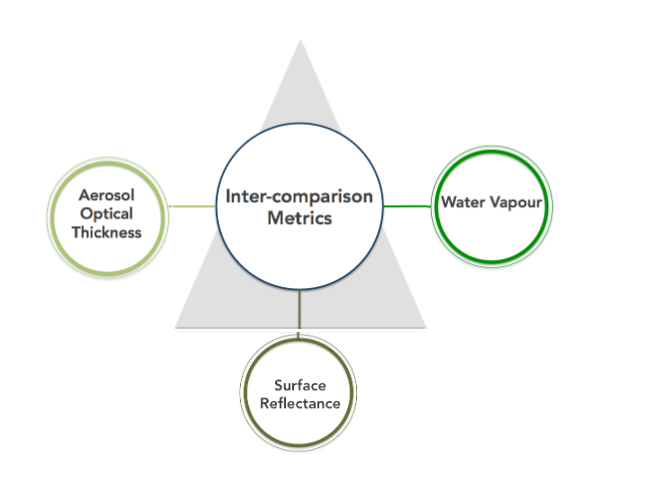 Inter-comparison
Metrics
Aerosol
Optical
Thickness
Water Vapour
Surface
Reflectance